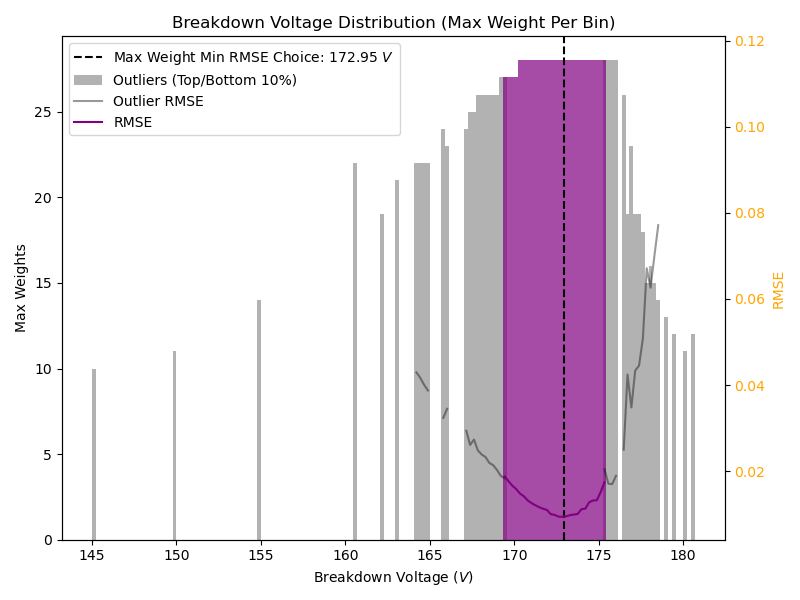 Breakdown Voltage Distribution (Max Weight Per Bin)
Max Weight Min RMSE Choice: 172.95 V
Outliers (Top/Bottom 10%)
Outlier RMSE
RMSE
Max Weights
0
5
10
15
20
25
RMSE
0.12
0.10
0.08
0.06
0.04
0.02
145
150
155
160
165
170
175
180
Breakdown Voltage (V)